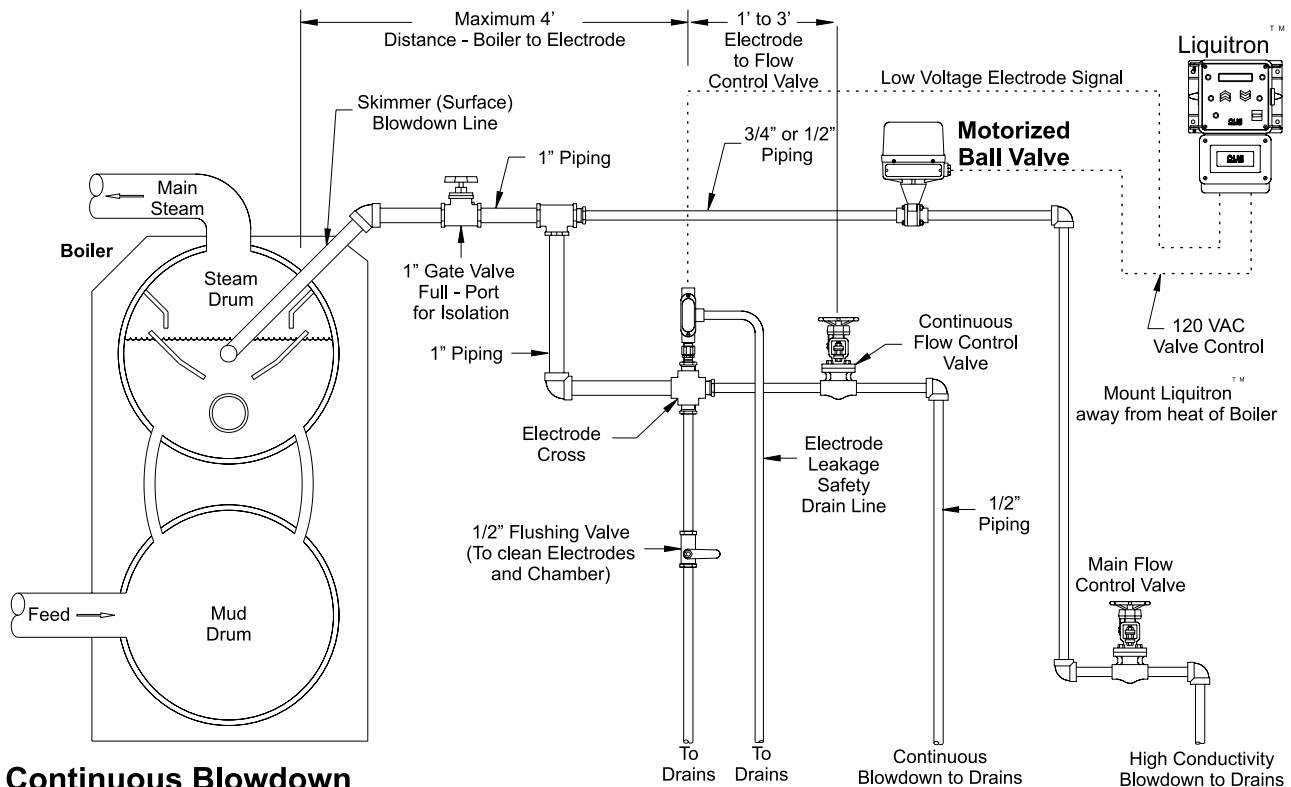 Maximum 4’
Distance - Boiler to Electrode
1’ to 3’
Electrode
to Flow
Control Valve
TM
Liquitron
Low Voltage Electrode Signal
Skimmer (Surface)
Blowdown Line
3/4” or 1/2”
Piping
Motorized
Ball Valve
1” Piping
Main
Steam
Boiler
Steam
Drum
1” Gate Valve
Full - Port
for Isolation
Continuous
Flow Control
Valve
120 VAC
Valve Control
1” Piping
TM
Mount Liquitron
away from heat of Boiler
Electrode
Cross
Electrode
Leakage
Safety
Drain Line
1/2”
Piping
1/2” Flushing Valve
(To clean Electrodes
and Chamber)
Main Flow
Control Valve
Feed
Mud
Drum
To
Drains
To
Drains
Continuous
Blowdown to Drains
High Conductivity
Blowdown to Drains
Continuous Blowdown